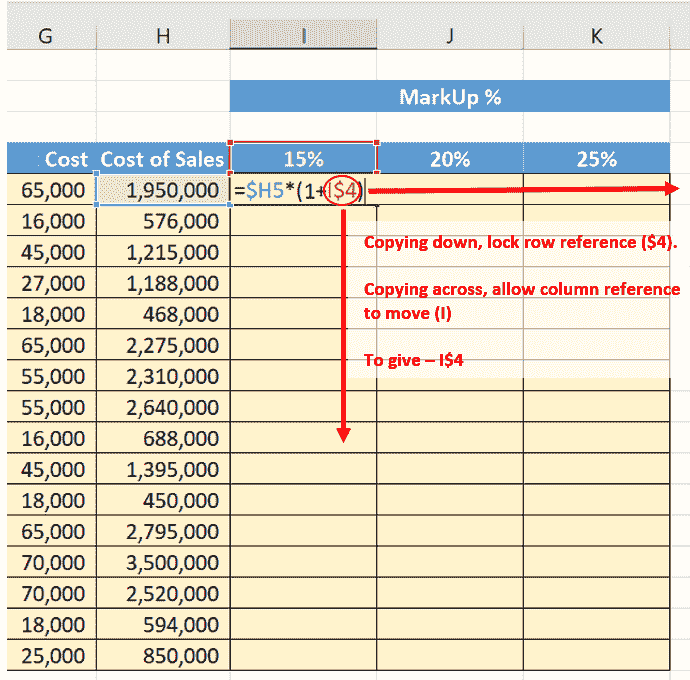 G H I J K
MarkUp %
Cost Cost of Sales 15% 20% 25%
65,000 1,950,000 =$H5*(1+I$4)
16,000 576,000
Copying down, lock row reference ($4).
45,000 1,215,000
27,000 1,188,000
Copying across, allow column reference
18,000 468,000
to move (I)
65,000 2,275,000
55,000 2,310,000
To give – I$4
55,000 2,640,000
16,000 688,000
45,000 1,395,000
18,000 450,000
65,000 2,795,000
70,000 3,500,000
70,000 2,520,000
18,000 594,000
25,000 850,000